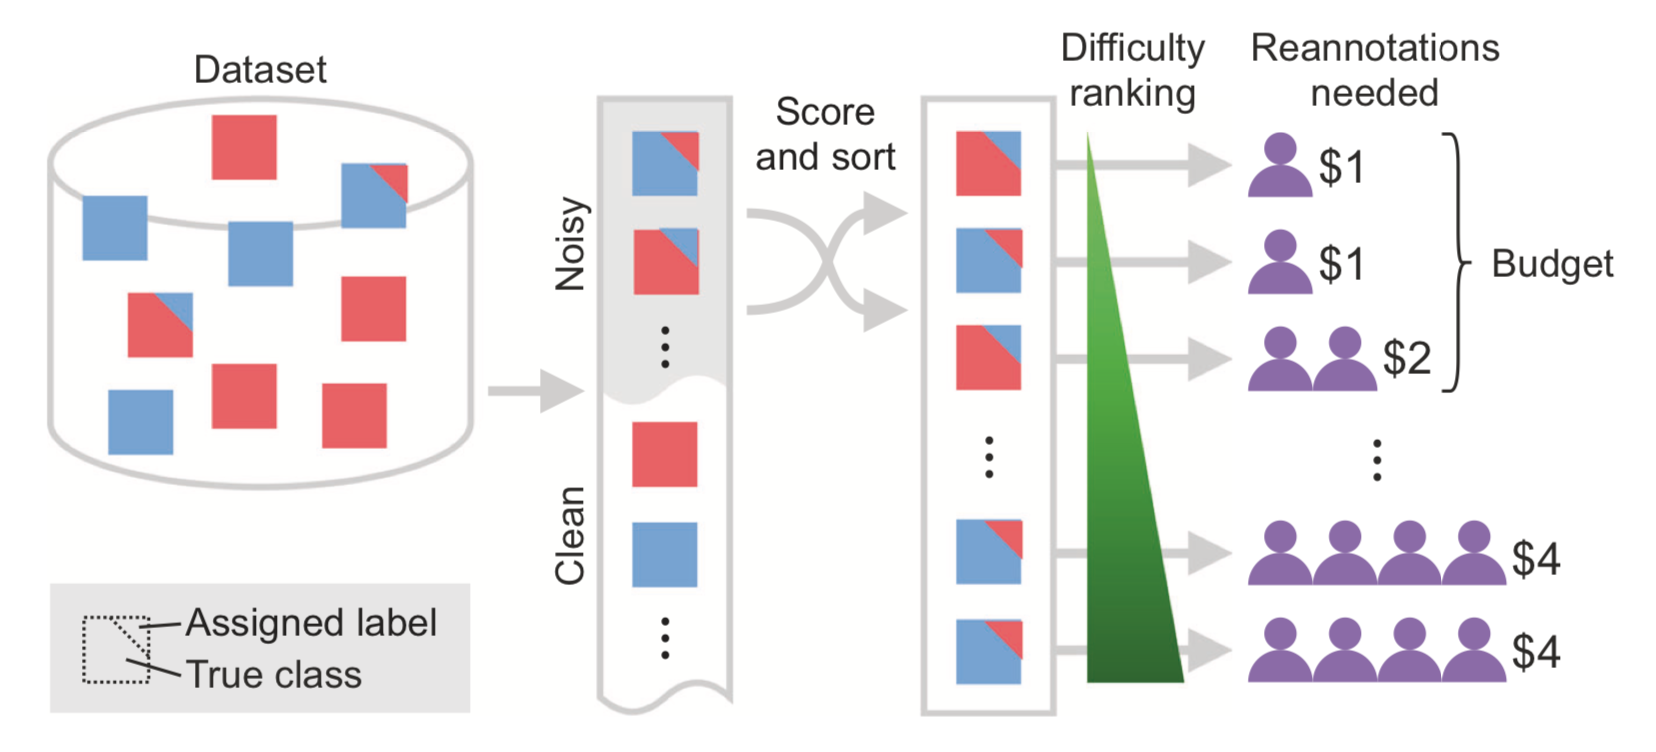 Dataset
Assigned label
True class
Noisy
Clean
Score
and sort
Difficulty
ranking
Reannotations
needed
$1
$1
$2
Budget
$4
$4